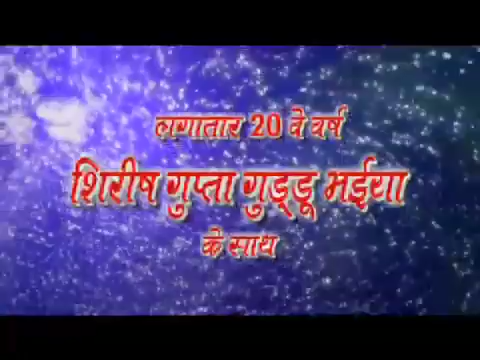 लगातार 20 वे वर्ष
शिरीष गुप्ता गुड्डू भईया
के साथ